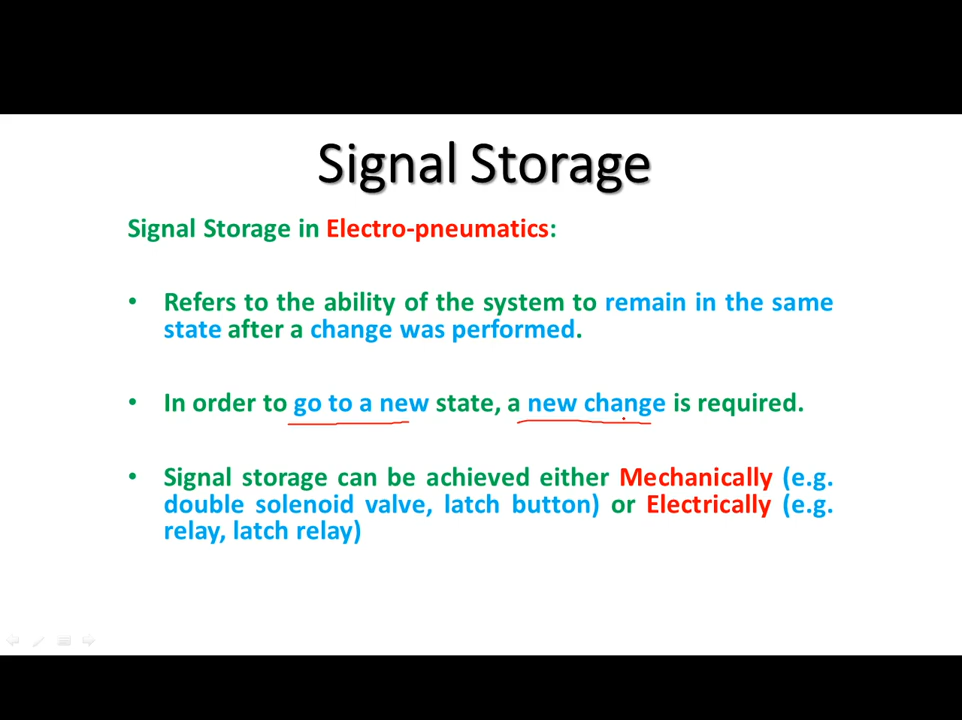 Signal Storage
Signal Storage in Electro-pneumatics:
• Refers to the ability of the system to remain in the same
state after a change was performed.
• In order to go to a new state, a new change is required.
• Signal storage can be achieved either Mechanically (e.g.
double solenoid valve, latch button) or Electrically (e.g.
relay, latch relay)